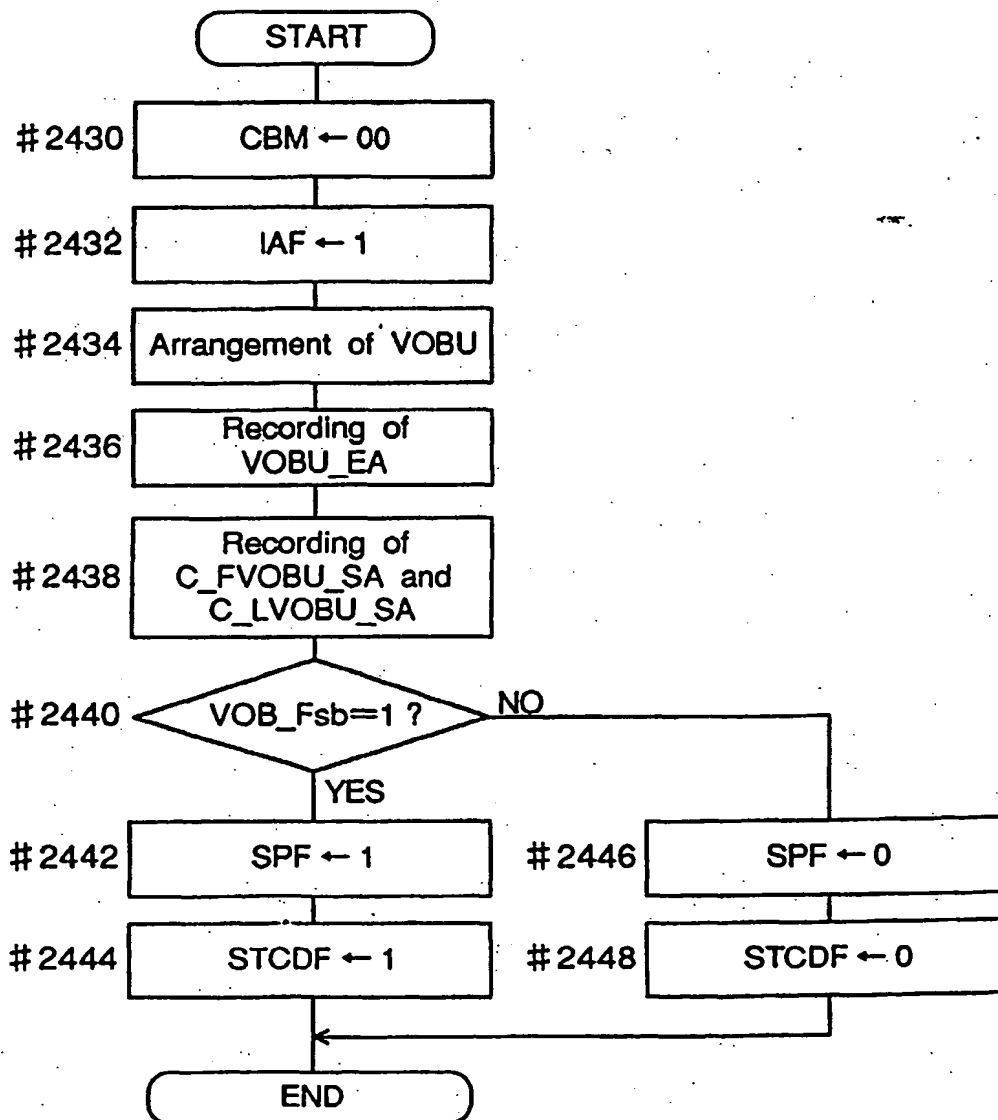 START
#2430 CBM ← 00
#2432 IAF ← 1
#2434 Arrangement of VOBU
#2436 Recording of
VOBU_EA
#2438 Recording of
C_FVOBU_SA and
C_LVOBU_SA
#2440 VOB_Fsb=1 ? NO
YES
#2442 SPF ← 1 #2446 SPF ← 0
#2444 STCDF ← 1 #2448 STCDF ← 0
END